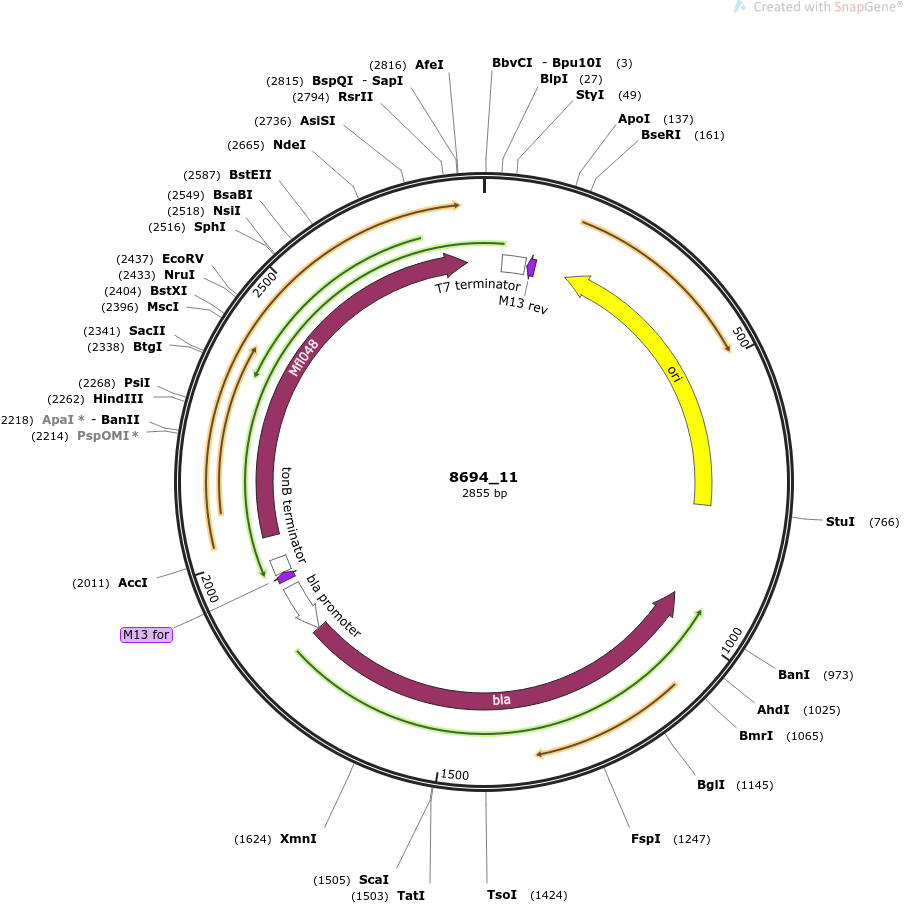 Created with SnapGene®
(2816) AfeI
BbvCI - Bpu10I (3)
(2815) BspQI - SapI
BlpI (27)
(2794) RsrII
StyI (49)
(2736) AsiSI
ApoI (137)
BseRI (161)
(2665) NdeI
(2587) BstEII
(2549) BsaBI
(2518) NsiI
(2516) SphI
(2437) EcoRV
(2433) NruI
(2404) BstXI
(2396) MscI
(2341) SacII
(2338) BtgI
(2268) PsiI
(2262) HindIII
2218) ApaI * - BanII
(2214) PspOMI *
2500
T7 terminator
M13 rev
500
Mfl048
ori
8694_11
2855 bp
tonB terminator
StuI (766)
(2011) AccI
2000
bla promoter
M13 for
1000
BanI (973)
bla
AhdI (1025)
BmrI (1065)
1500
BglI (1145)
(1624) XmnI
FspI (1247)
(1505) ScaI
(1503) TatI
TsoI (1424)